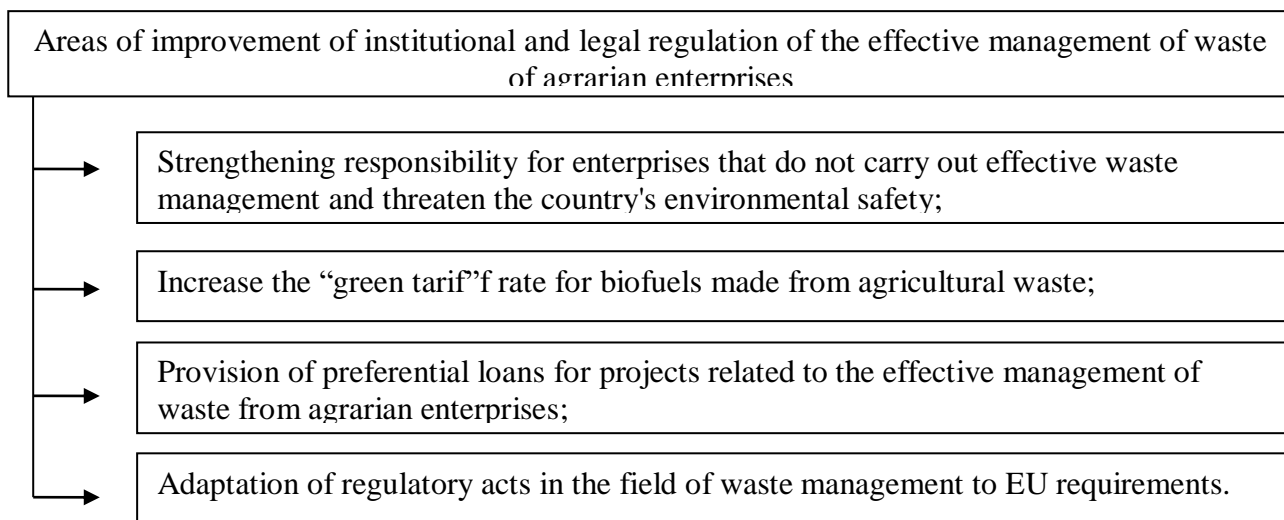 Areas of improvement of institutional and legal regulation of the effective management of waste
of agrarian enterprises
Strengthening responsibility for enterprises that do not carry out effective waste
management and threaten the country's environmental safety;
Increase the “green tarif”f rate for biofuels made from agricultural waste;
Provision of preferential loans for projects related to the effective management of
waste from agrarian enterprises;
Adaptation of regulatory acts in the field of waste management to EU requirements.